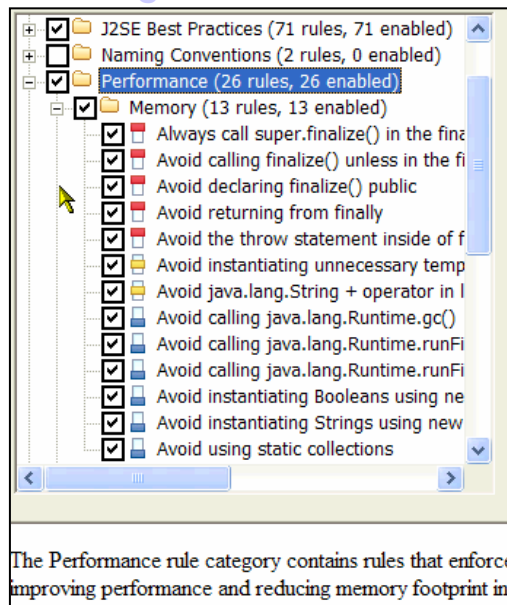 J2SE Best Practices (71 rules, 71 enabled)
Naming Conventions (2 rules, 0 enabled)
Performance (26 rules, 26 enabled)
Memory (13 rules, 13 enabled)
Always call super.finalize() in the fina
Avoid calling finalize() unless in the fi
Avoid declaring finalize() public
Avoid returning from finally
Avoid the throw statement inside of f
Avoid instantiating unnecessary temp
Avoid java.lang.String + operator in l
Avoid calling java.lang.Runtime.gc()
Avoid calling java.lang.Runtime.runFi
Avoid calling java.lang.Runtime.runFi
Avoid instantiating Booleans using ne
Avoid instantiating Strings using new
Avoid using static collections
The Performance rule category contains rules that enforce
improving performance and reducing memory footprint in